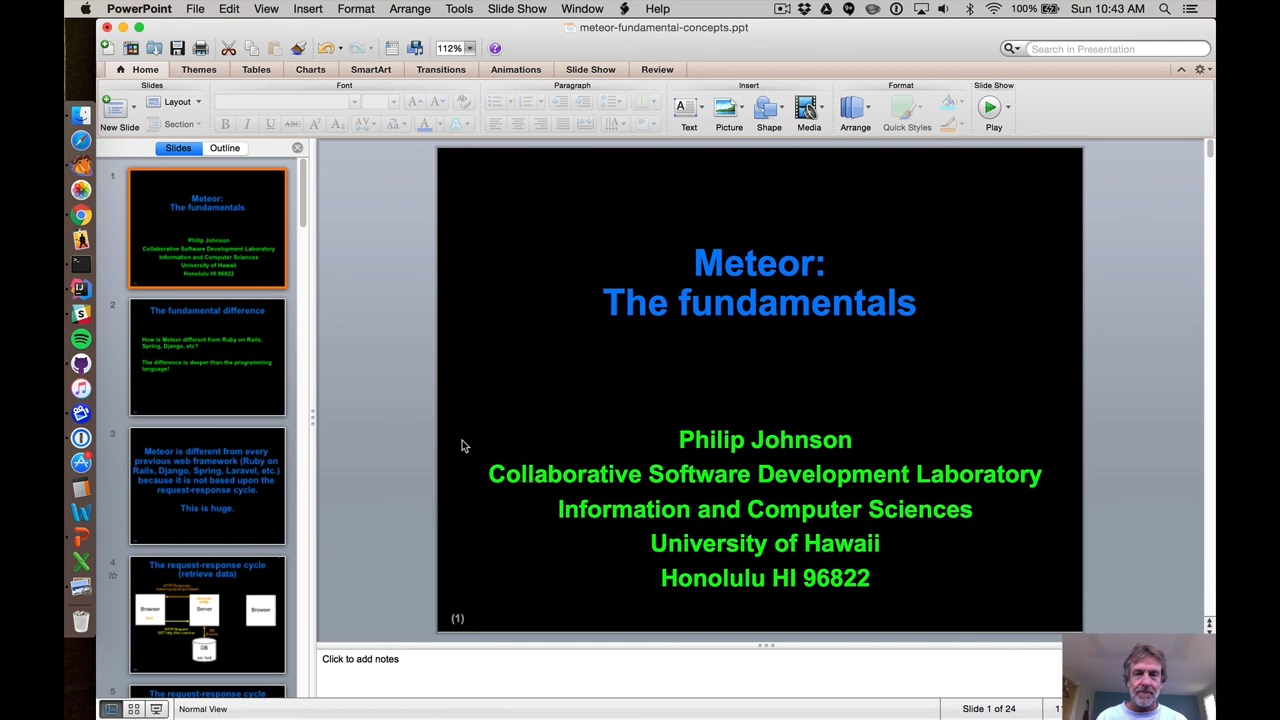 PowerPoint File Edit View Insert Format Arrange Tools Slide Show Window Help 100% Sun 10:43 AM
meteor-fundamental-concepts.ppt
112% Search in Presentation
Home Themes Tables Charts SmartArt Transitions Animations Slide Show Review
Slides Font Paragraph Insert Format Slide Show
New Slide Layout Section Text Picture Shape Media Arrange Quick Styles Play
Slides Outline
1
Meteor:
The fundamentals
Philip Johnson
Collaborative Software Development Laboratory
Information and Computer Sciences
University of Hawaii
Honolulu HI 96822
2
The fundamental difference
How is Meteor different from Ruby on Rails,
Spring, Django, etc?
The difference is deeper than the programming
language!
3
Meteor is different from every
previous web framework (Ruby on
Rails, Django, Spring, Laravel, etc.)
because it is not based upon the
request-response cycle.
This is huge.
4
The request-response cycle
(retrieve data)
Browser Server Browser
DB
5
The request-response cycle
Meteor:
The fundamentals
Philip Johnson
Collaborative Software Development Laboratory
Information and Computer Sciences
University of Hawaii
Honolulu HI 96822
(1)
Click to add notes
Normal View Slide 1 of 24